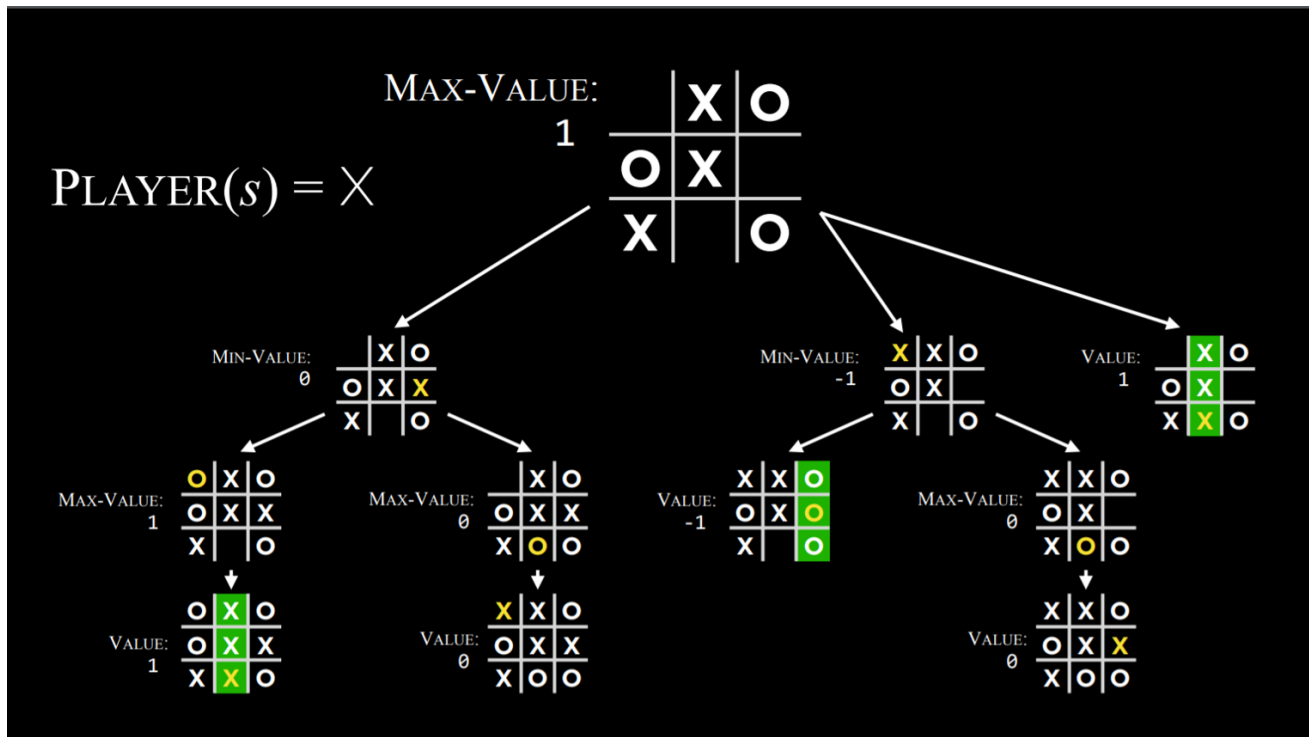 MAX-VALUE:
1
X O
O X
X O
PLAYER(s) = X
MIN-VALUE:
0
X O
O X X
X O
MIN-VALUE:
-1
X X O
O X
X O
VALUE:
1
X O
O X
X X O
MAX-VALUE:
1
O X O
O X X
X O
MAX-VALUE:
0
X O
O X X
X O O
VALUE:
-1
X X O
O X O
X O
MAX-VALUE:
0
X X O
O X
X O O
VALUE:
1
O X O
O X X
X X O
VALUE:
0
X X O
O X X
X O O
VALUE:
0
X X O
O X X
X O O